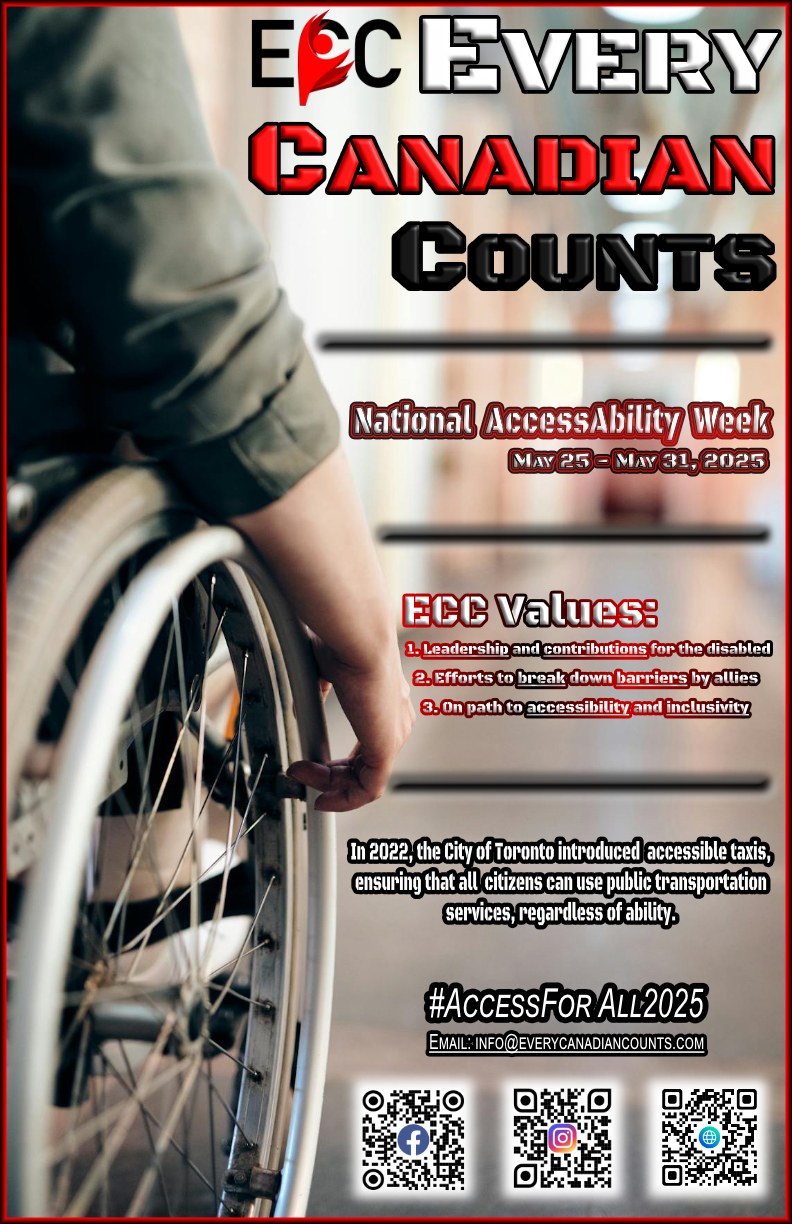 ECC EVERY
CANADIAN
COUNTS
National AccessAbility Week
MAY 25 - MAY 31, 2025
ECC Values:
1. Leadership and contributions for the disabled
2. Efforts to break down barriers by allies
3. On path to accessibility and inclusivity
In 2022, the City of Toronto introduced accessible taxis,
ensuring that all citizens can use public transportation
services, regardless of ability.
#ACCESSFOR ALL2025
EMAIL: INFO@EVERYCANADIANCOUNTS.COM